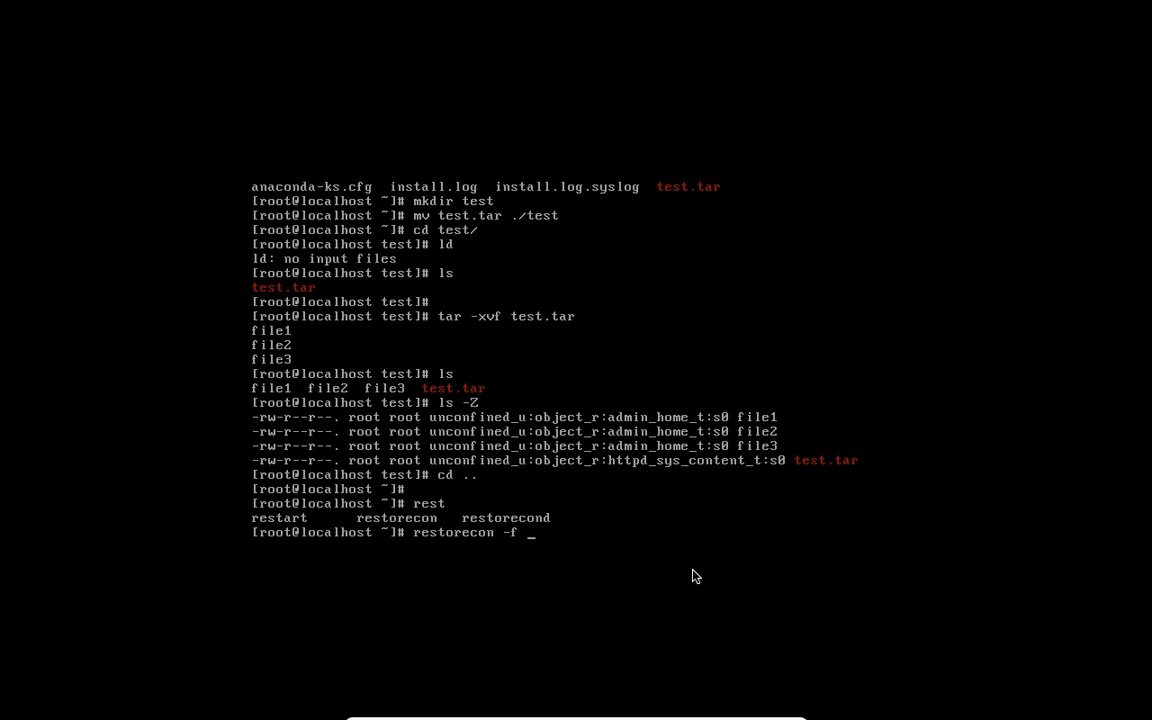 anaconda-ks.cfg  install.log  install.log.syslog  test.tar
[root@localhost ~]# mkdir test
[root@localhost ~]# mv test.tar ./test
[root@localhost ~]# cd test/
[root@localhost test]# ld
ld: no input files
[root@localhost test]# ls
test.tar
[root@localhost test]#
[root@localhost test]# tar -xvf test.tar
file1
file2
file3
[root@localhost test]# ls
file1  file2  file3  test.tar
[root@localhost test]# ls -Z
-rw-r--r--. root root unconfined_u:object_r:admin_home_t:s0 file1
-rw-r--r--. root root unconfined_u:object_r:admin_home_t:s0 file2
-rw-r--r--. root root unconfined_u:object_r:admin_home_t:s0 file3
-rw-r--r--. root root unconfined_u:object_r:httpd_sys_content_t:s0 test.tar
[root@localhost test]# cd ..
[root@localhost ~]#
[root@localhost ~]# rest
restart      restorecon   restorecond
[root@localhost ~]# restorecon -f _